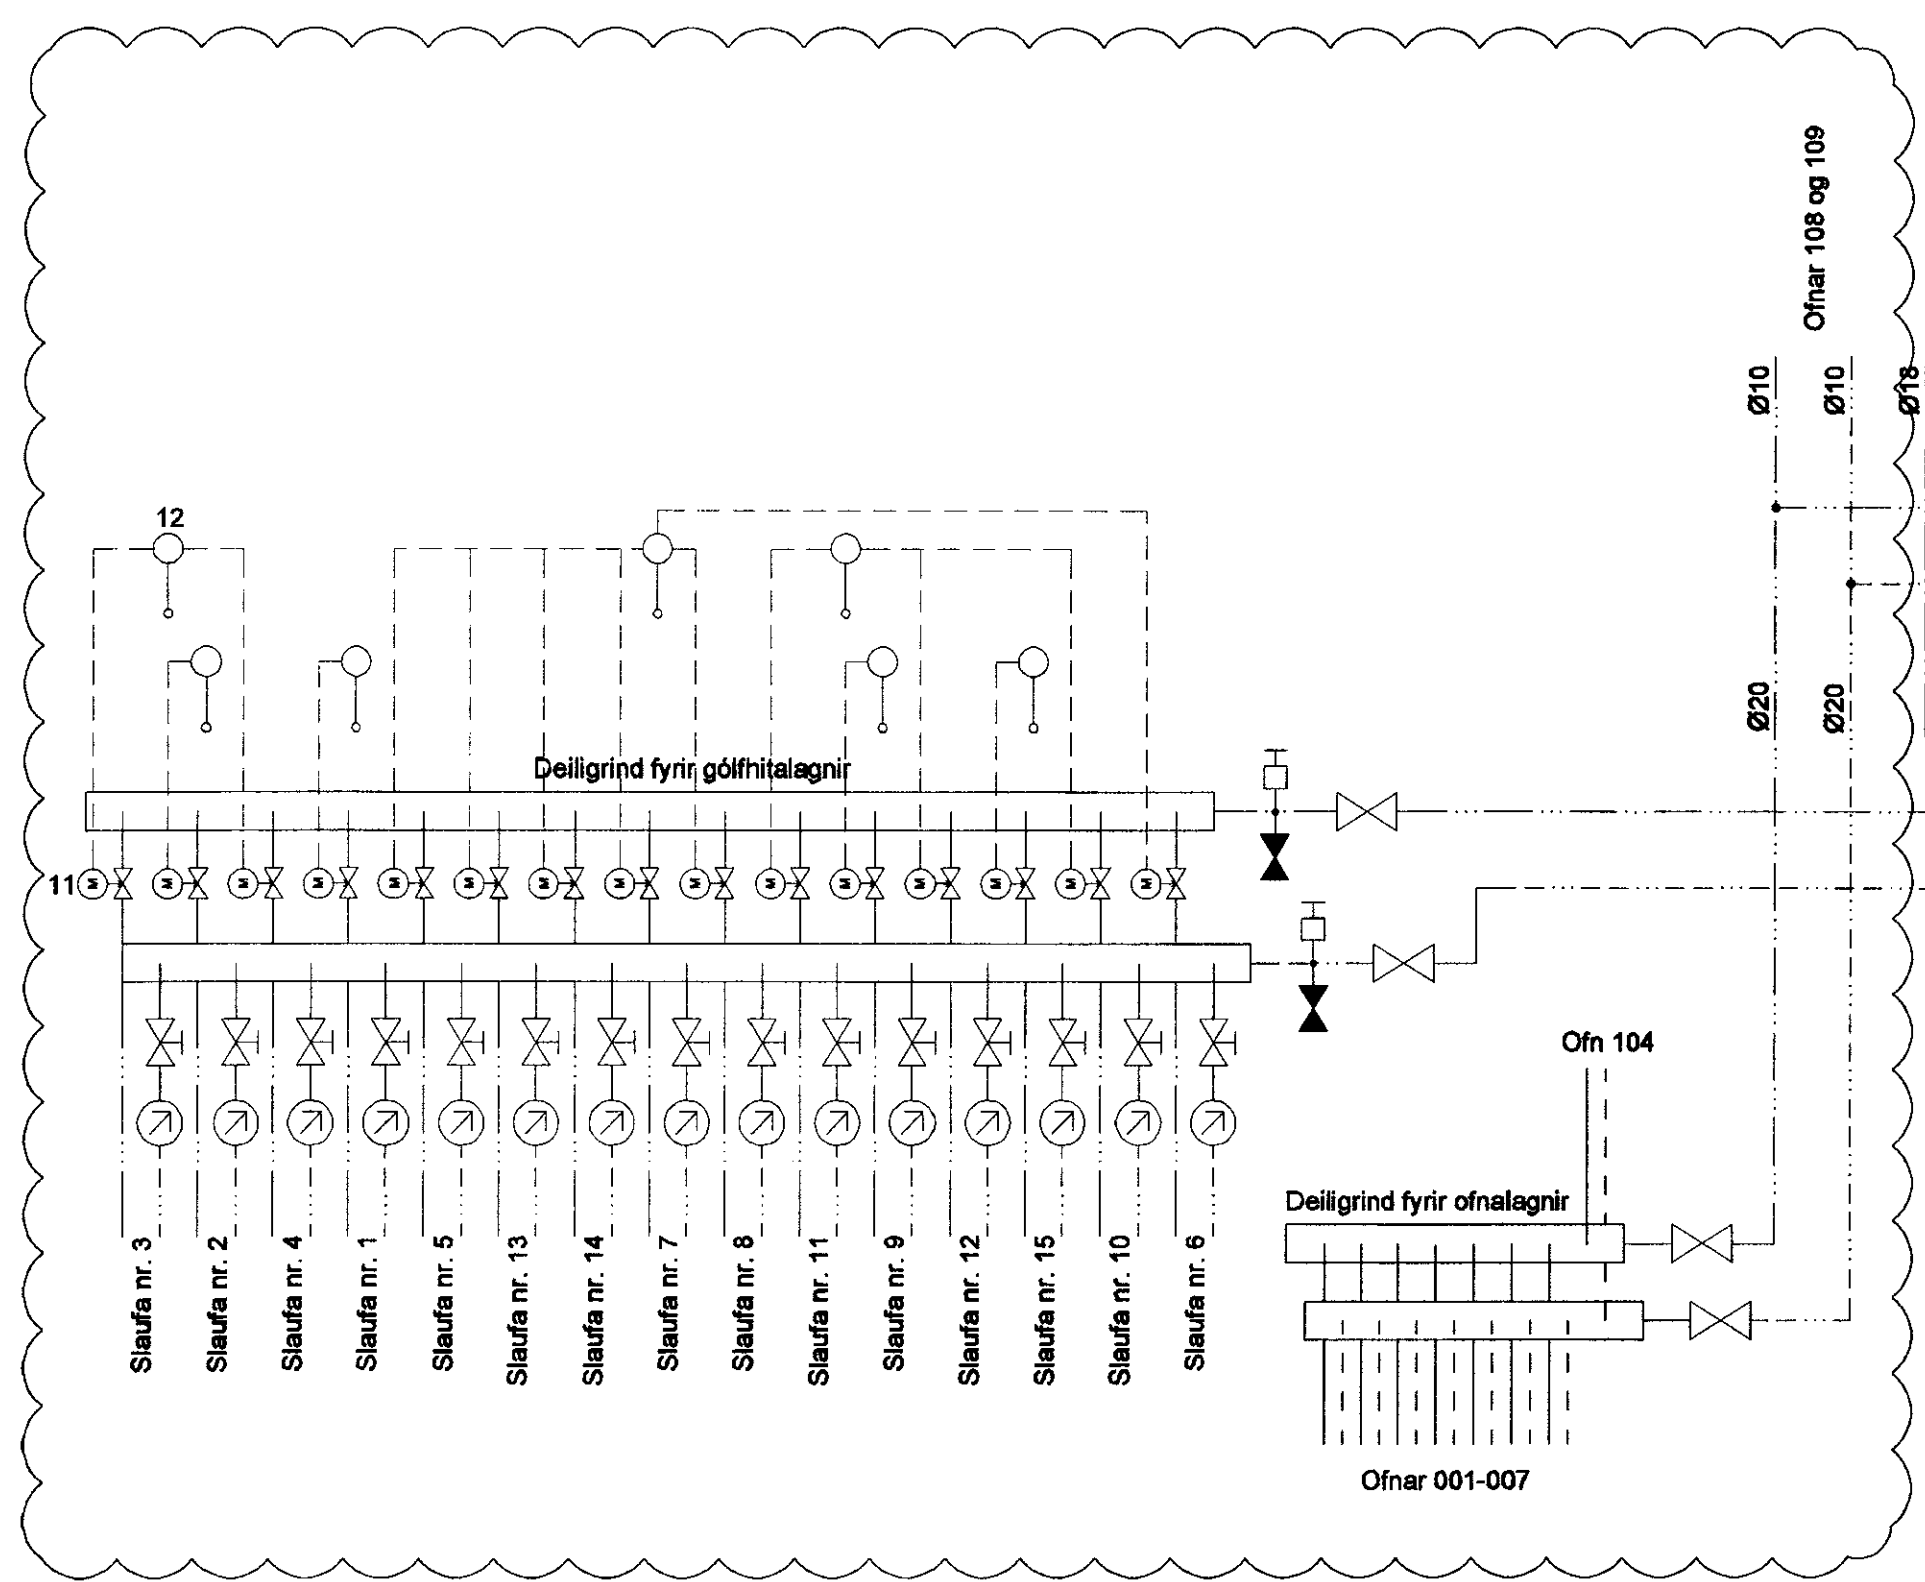 Ofnar 108 og 109
Ø10
Ø10
Ø18
12
Ø20
Ø20
Deiligrind fyrir gólfhitalagnir
11
M M M M M M M M M M M M M M M
Ofn 104
Deiligrind fyrir ofnalagnir
Slaufa nr. 3
Slaufa nr. 2
Slaufa nr. 4
Slaufa nr. 1
Slaufa nr. 5
Slaufa nr. 13
Slaufa nr. 14
Slaufa nr. 7
Slaufa nr. 8
Slaufa nr. 11
Slaufa nr. 9
Slaufa nr. 12
Slaufa nr. 15
Slaufa nr. 10
Slaufa nr. 6
Ofnar 001-007